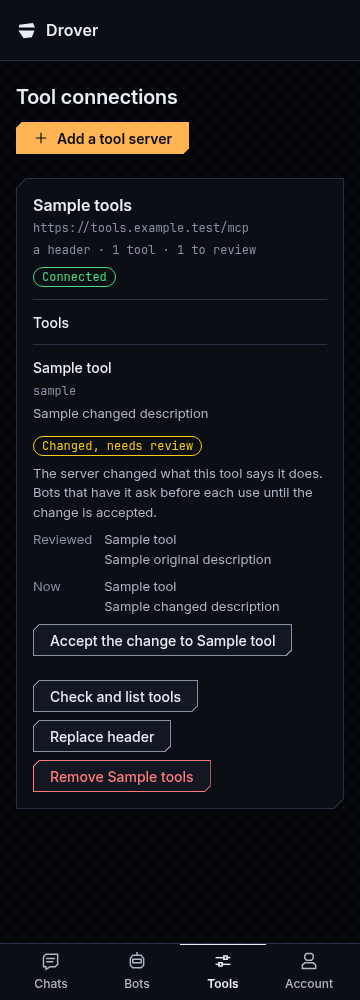 Drover
Tool connections
+ Add a tool server
Sample tools
https://tools.example.test/mcp
a header · 1 tool · 1 to review
Connected
Tools
Sample tool
sample
Sample changed description
Changed, needs review
The server changed what this tool says it does.
Bots that have it ask before each use until the
change is accepted.
Reviewed Sample tool
Sample original description
Now Sample tool
Sample changed description
Accept the change to Sample tool
Check and list tools
Replace header
Remove Sample tools
Chats Bots Tools Account